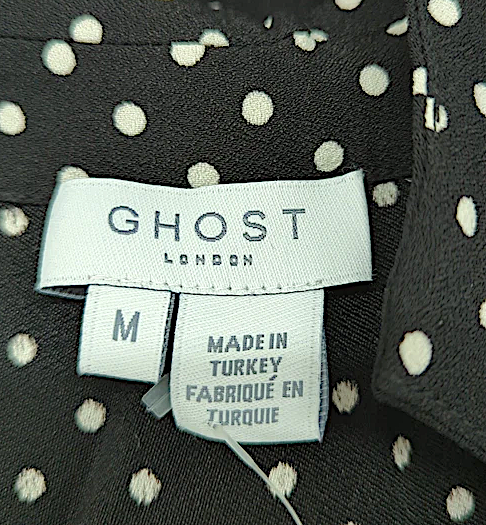 GHOST
LONDON
M
MADE IN
TURKEY
FABRIQUÉ EN
TURQUIE